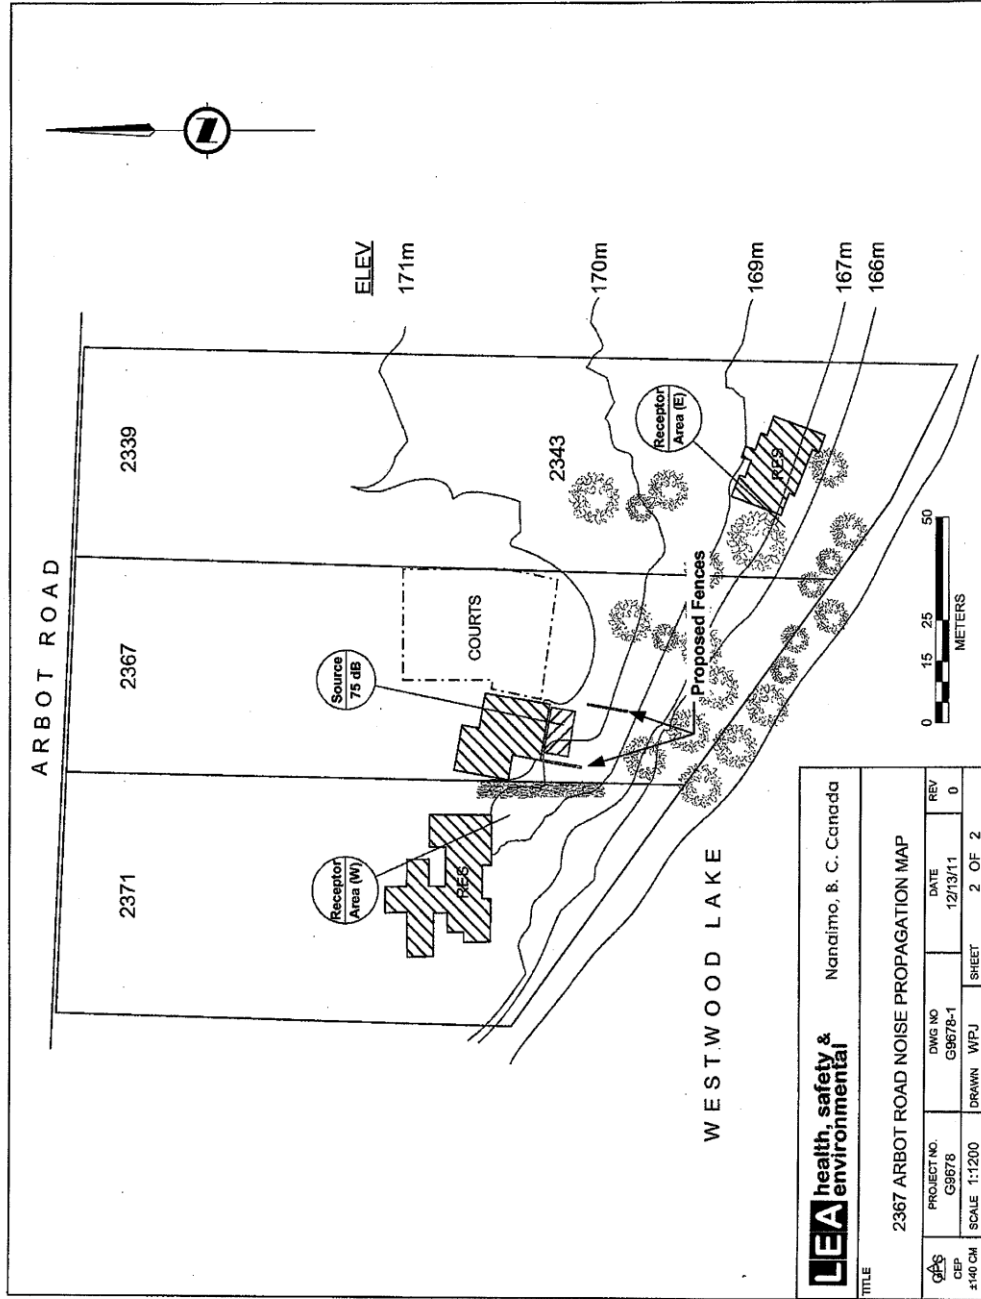 ARBOT ROAD
2371
2367
2339
ELEV
171m
Receptor
Area (W)
Source
75 dB
COURTS
RES
2343
170m
Receptor
Area (E)
169m
RES
167m
166m
Proposed Fences
WESTWOOD LAKE
0 15 25 50
METERS
N
LEA health, safety &
environmental
Nanaimo, B. C. Canada
TITLE
2367 ARBOT ROAD NOISE PROPAGATION MAP
GPS
CEP
±140 CM
PROJECT NO.
G9678
DWG NO
G9678-1
DATE
12/13/11
REV
0
SCALE 1:1200
DRAWN WPJ
SHEET 2 OF 2